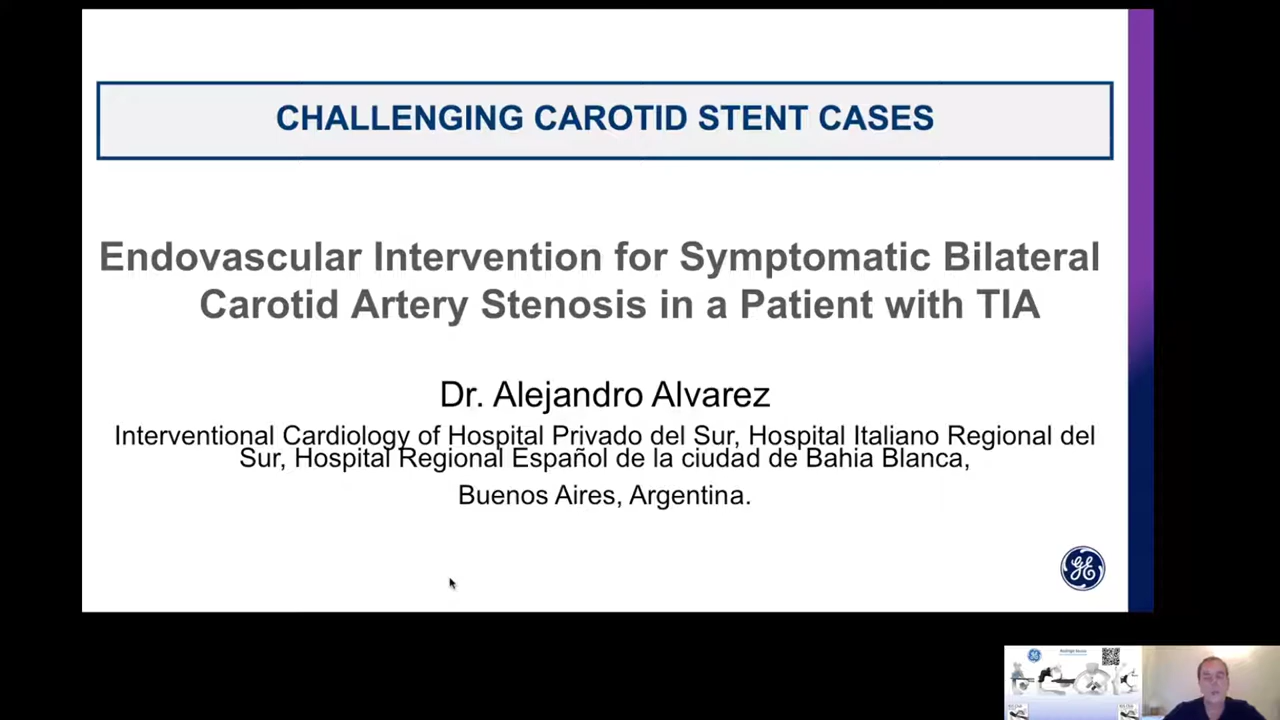 CHALLENGING CAROTID STENT CASES
Endovascular Intervention for Symptomatic Bilateral
Carotid Artery Stenosis in a Patient with TIA
Dr. Alejandro Alvarez
Interventional Cardiology of Hospital Privado del Sur, Hospital Italiano Regional del
Sur, Hospital Regional Español de la ciudad de Bahia Blanca,
Buenos Aires, Argentina.
GE